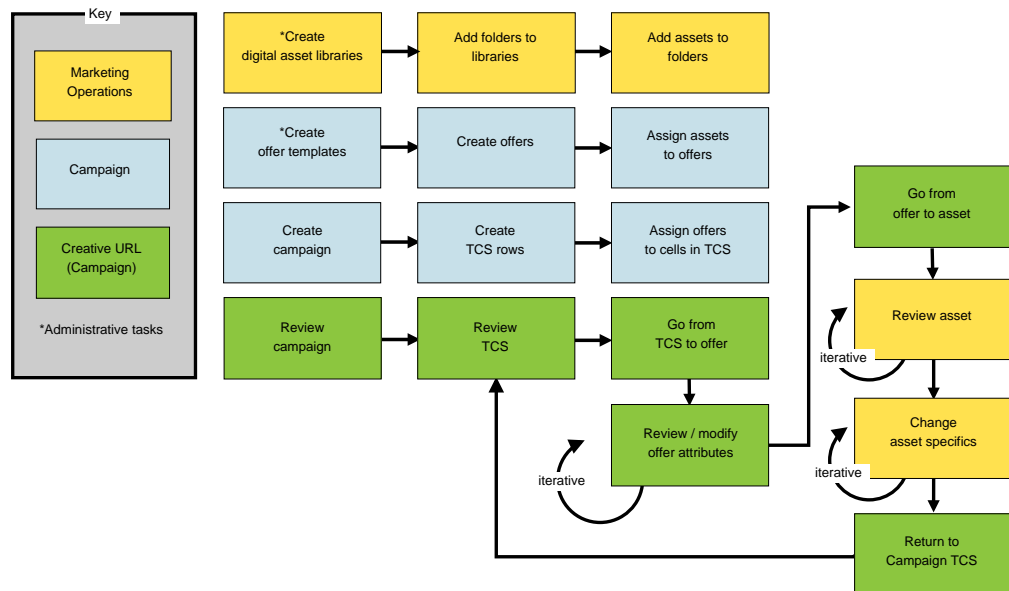 Key
Marketing
Operations
Campaign
Creative URL
(Campaign)
*Administrative tasks
*Create
digital asset libraries
Add folders to
libraries
Add assets to
folders
*Create
offer templates
Create offers
Assign assets
to offers
Create
campaign
Create
TCS rows
Assign offers
to cells in TCS
Review
campaign
Review
TCS
Go from
TCS to offer
Review / modify
offer attributes
iterative
Go from
offer to asset
Review asset
iterative
Change
asset specifics
iterative
Return to
Campaign TCS